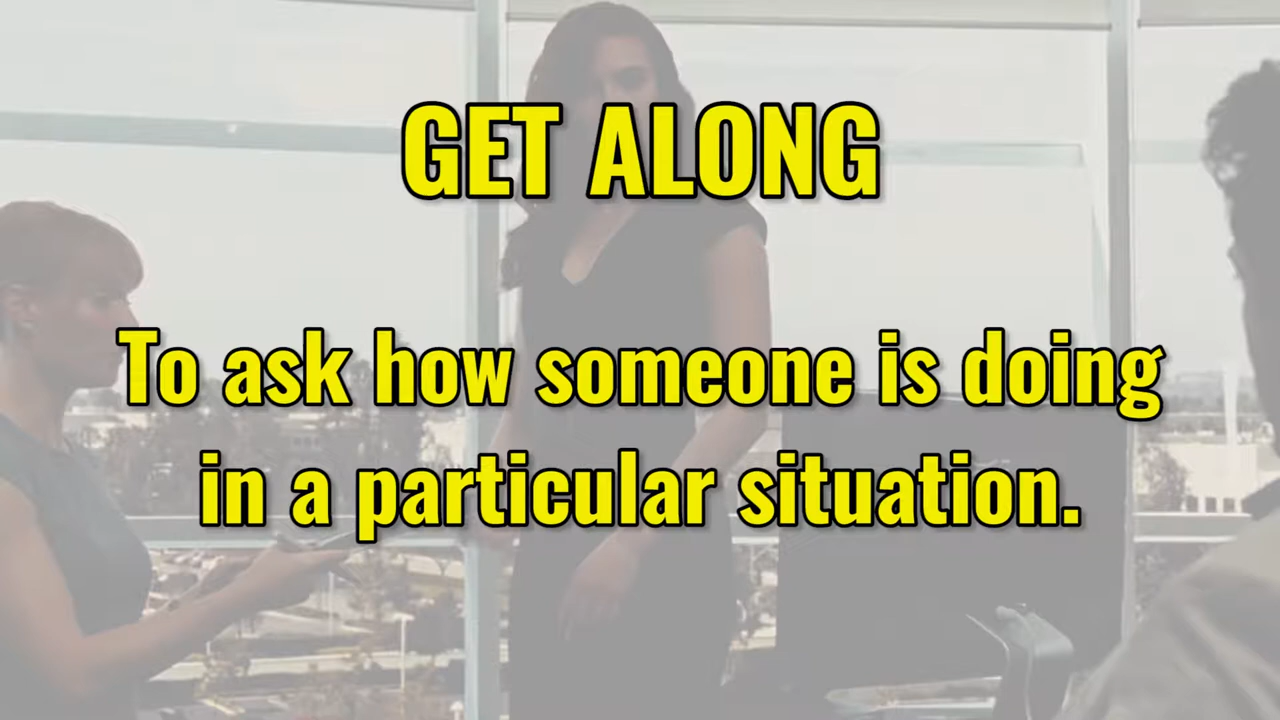 GET ALONG
To ask how someone is doing
in a particular situation.